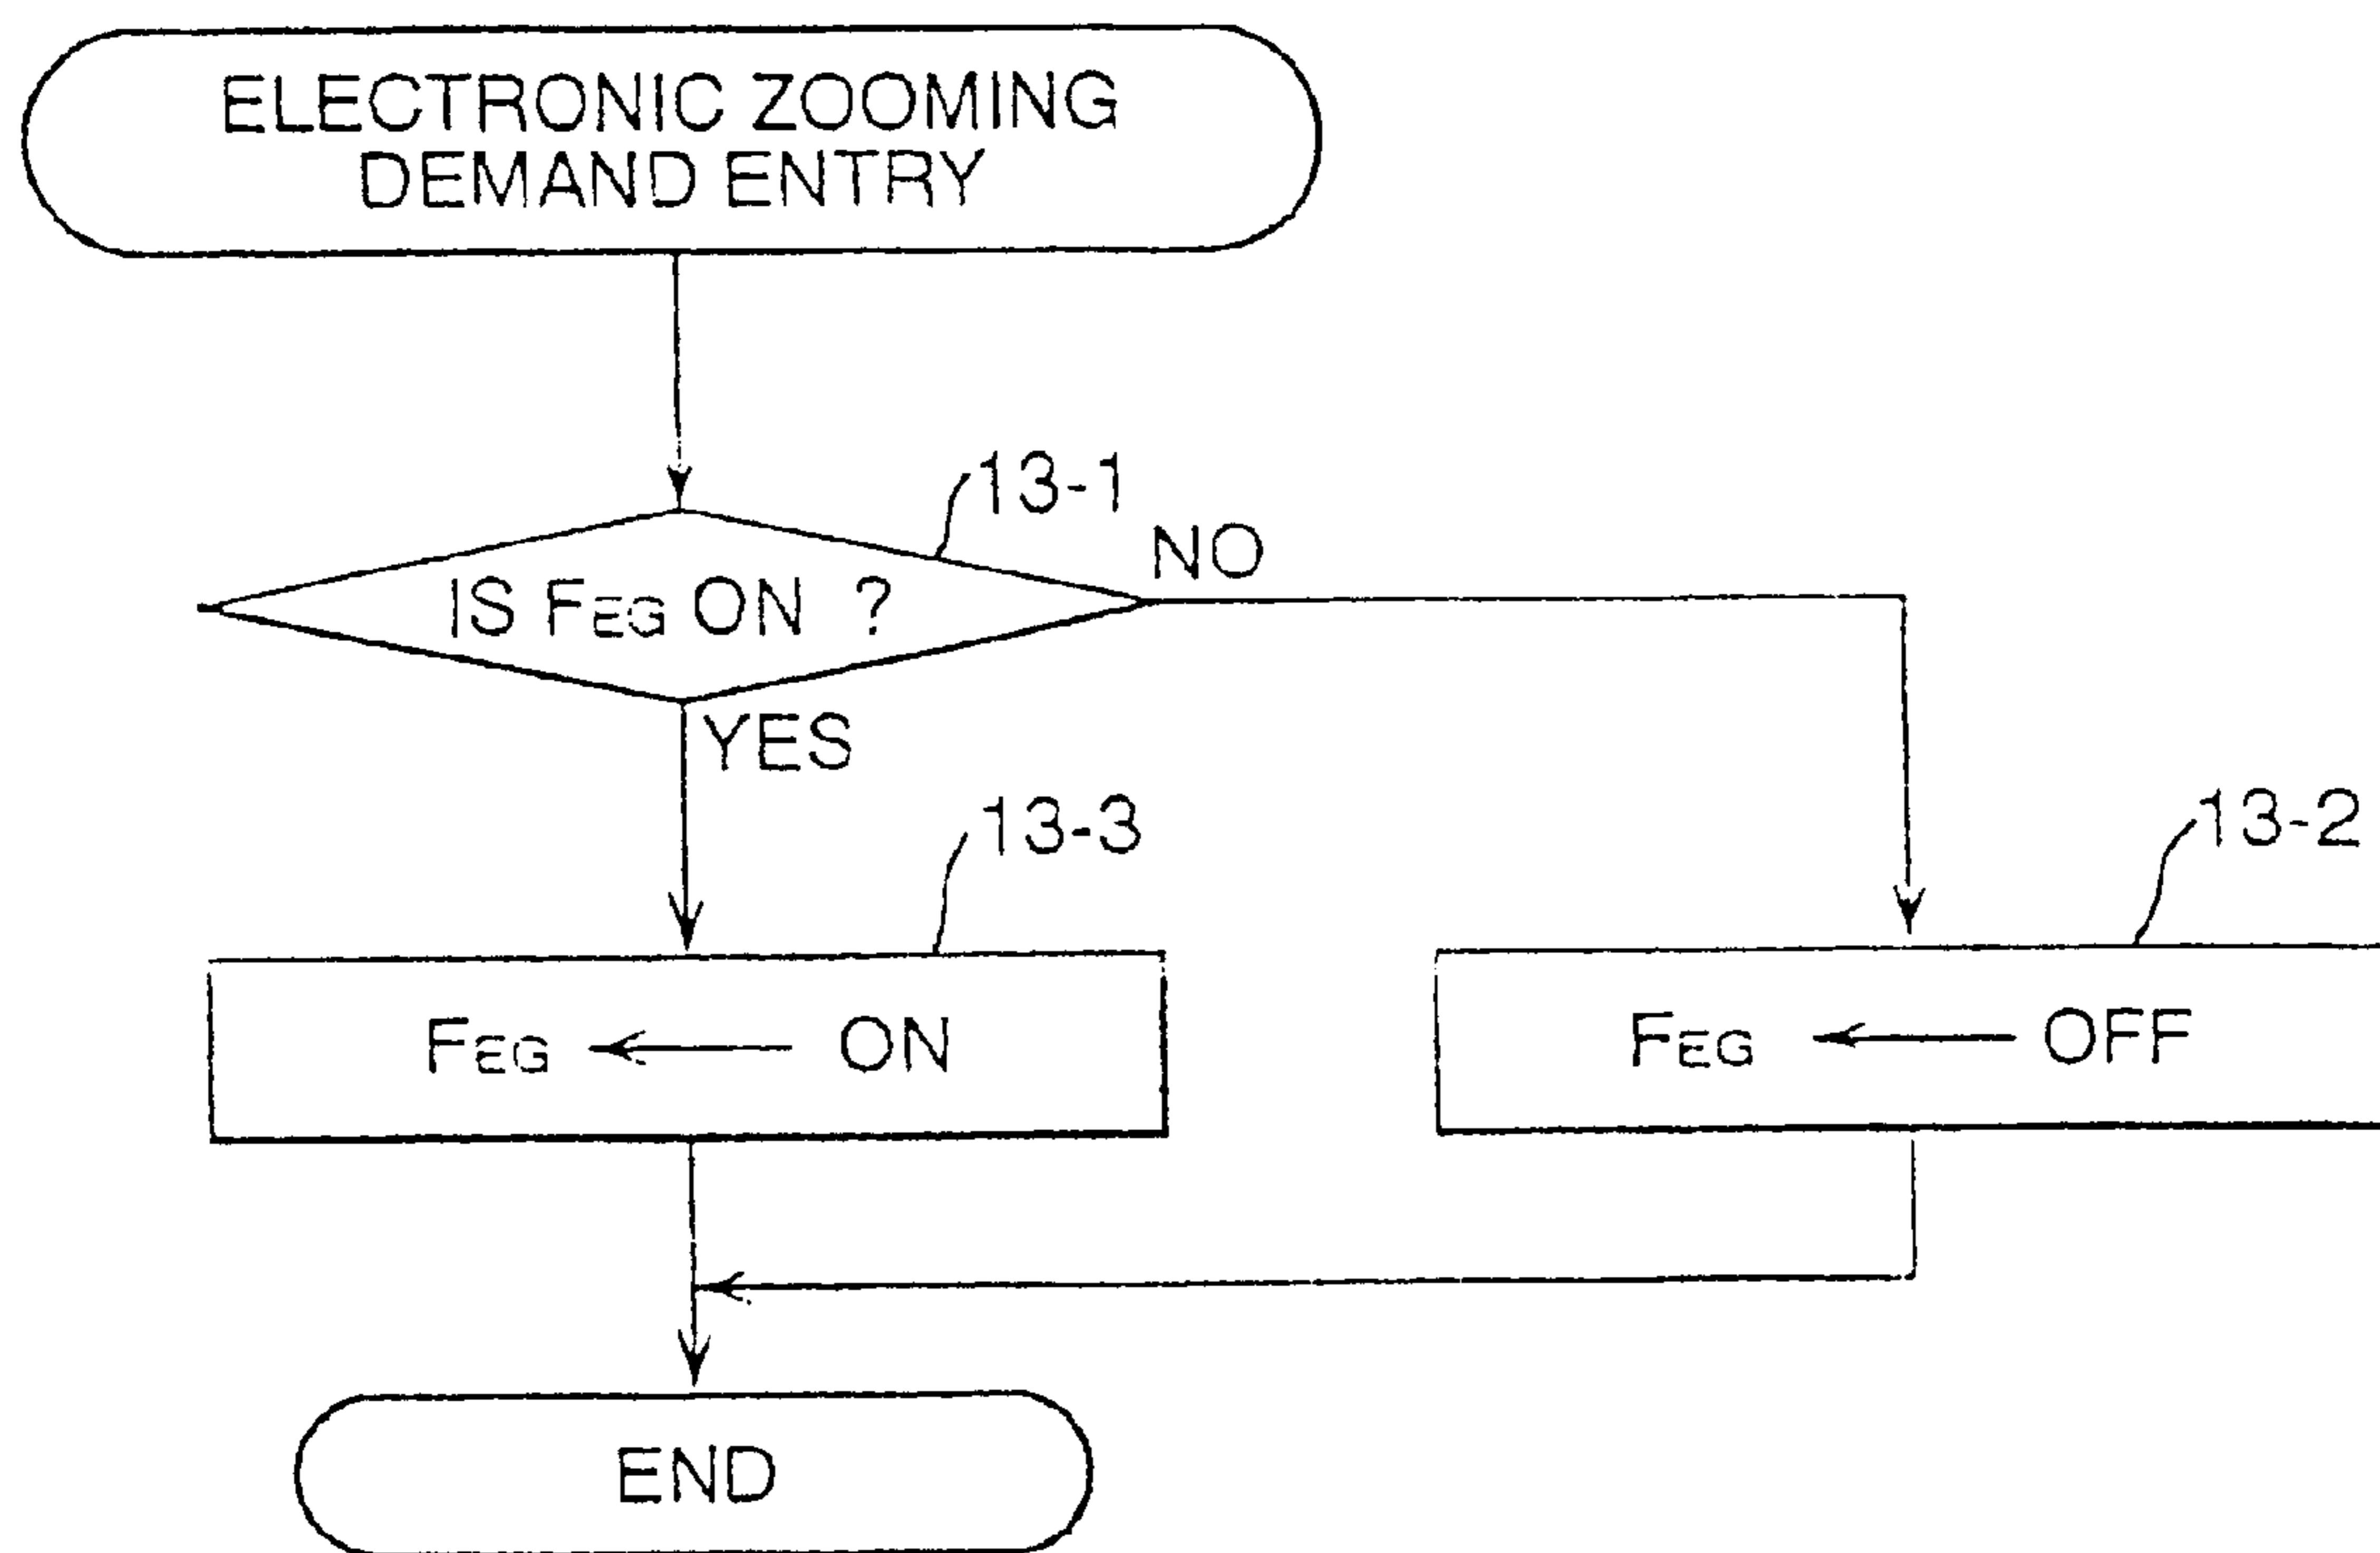 ELECTRONIC ZOOMING
DEMAND ENTRY
13-1
NO
IS FEG ON ?
YES
13-3
13-2
FEG ← ON
FEG ← OFF
END